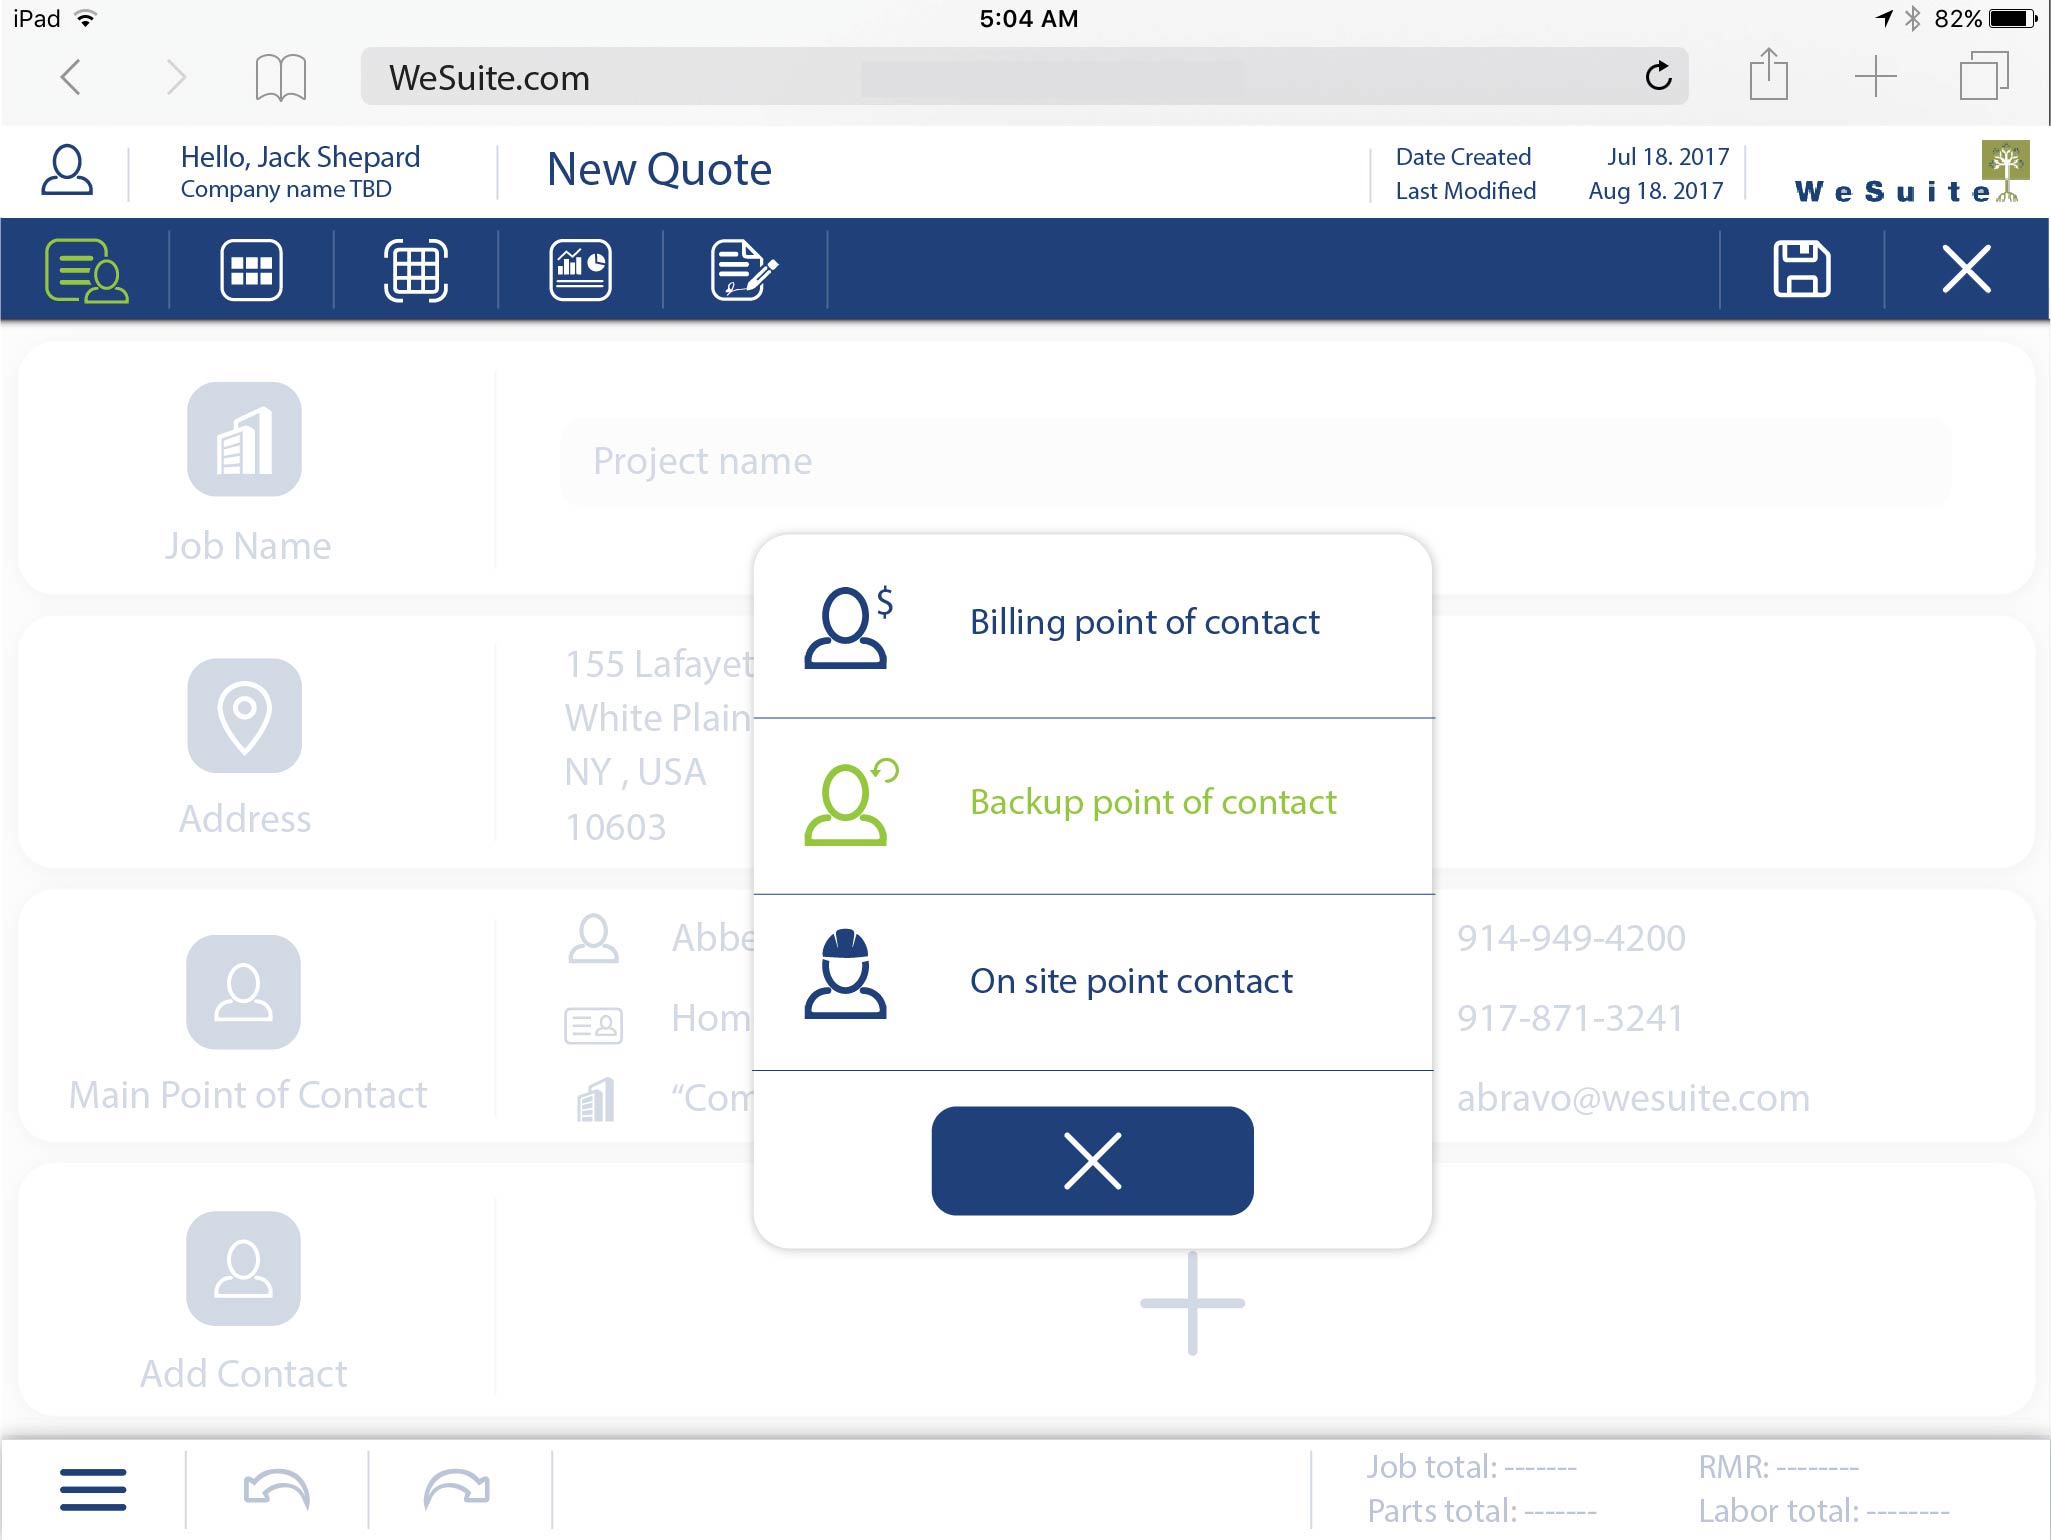 iPad 5:04 AM 82%
WeSuite.com
Hello, Jack Shepard
Company name TBD
New Quote
Date Created Jul 18. 2017
Last Modified Aug 18. 2017
WeSuite
Project name
Job Name
Billing point of contact
155 Lafayet
White Plain
NY , USA
10603
Address
Backup point of contact
Abbe
914-949-4200
On site point contact
Hom
917-871-3241
Main Point of Contact
“Com
abravo@wesuite.com
Add Contact
Job total: -------
RMR: --------
Parts total: -------
Labor total: --------